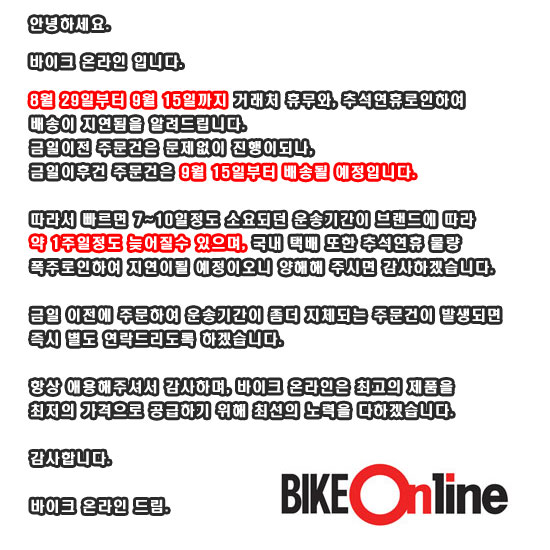 안녕하세요.
바이크 온라인 입니다.
8월 29일부터 9월 15일까지 거래처 휴무와, 추석연휴로인하여
배송이 지연됨을 알려드립니다.
금일이전 주문건은 문제없이 진행이되나,
금일이후건 주문건은 9월 15일부터 배송될 예정입니다.
따라서 빠르면 7~10일정도 소요되던 운송기간이 브랜드에 따라
약 1주일정도 늦어질수 있으며, 국내 택배 또한 추석연휴 물량
폭주로인하여 지연이될 예정이오니 양해해 주시면 감사하겠습니다.
금일 이전에 주문하여 운송기간이 좀더 지체되는 주문건이 발생되면
즉시 별도 연락드리도록 하겠습니다.
항상 애용해주셔서 감사하며, 바이크 온라인은 최고의 제품을
최저의 가격으로 공급하기 위해 최선의 노력을 다하겠습니다.
감사합니다.
바이크 온라인 드림.
BIKEOnline